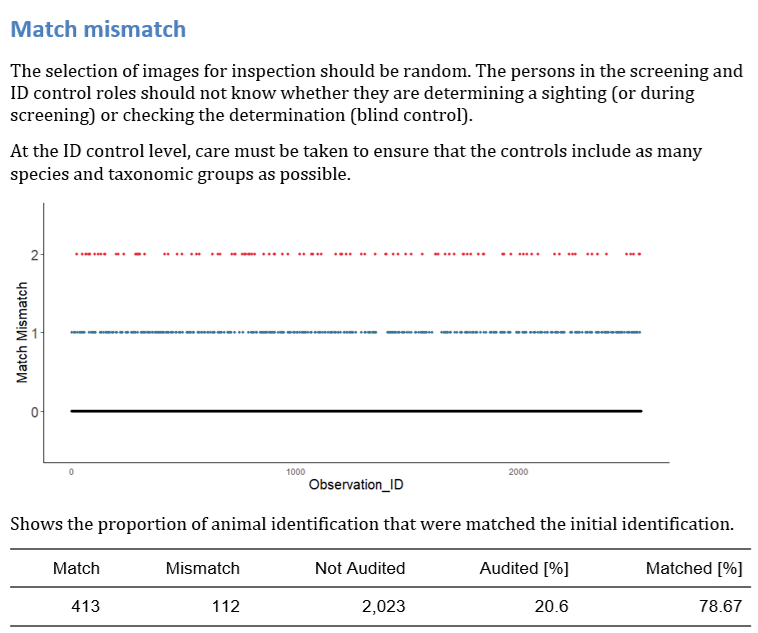 Match mismatch
The selection of images for inspection should be random. The persons in the screening and
ID control roles should not know whether they are determining a sighting (or during
screening) or checking the determination (blind control).
At the ID control level, care must be taken to ensure that the controls include as many
species and taxonomic groups as possible.
Match Mismatch
2
1
0
0 1000 2000
Observation_ID
Shows the proportion of animal identification that were matched the initial identification.
Match Mismatch Not Audited Audited [%] Matched [%]
413 112 2,023 20.6 78.67